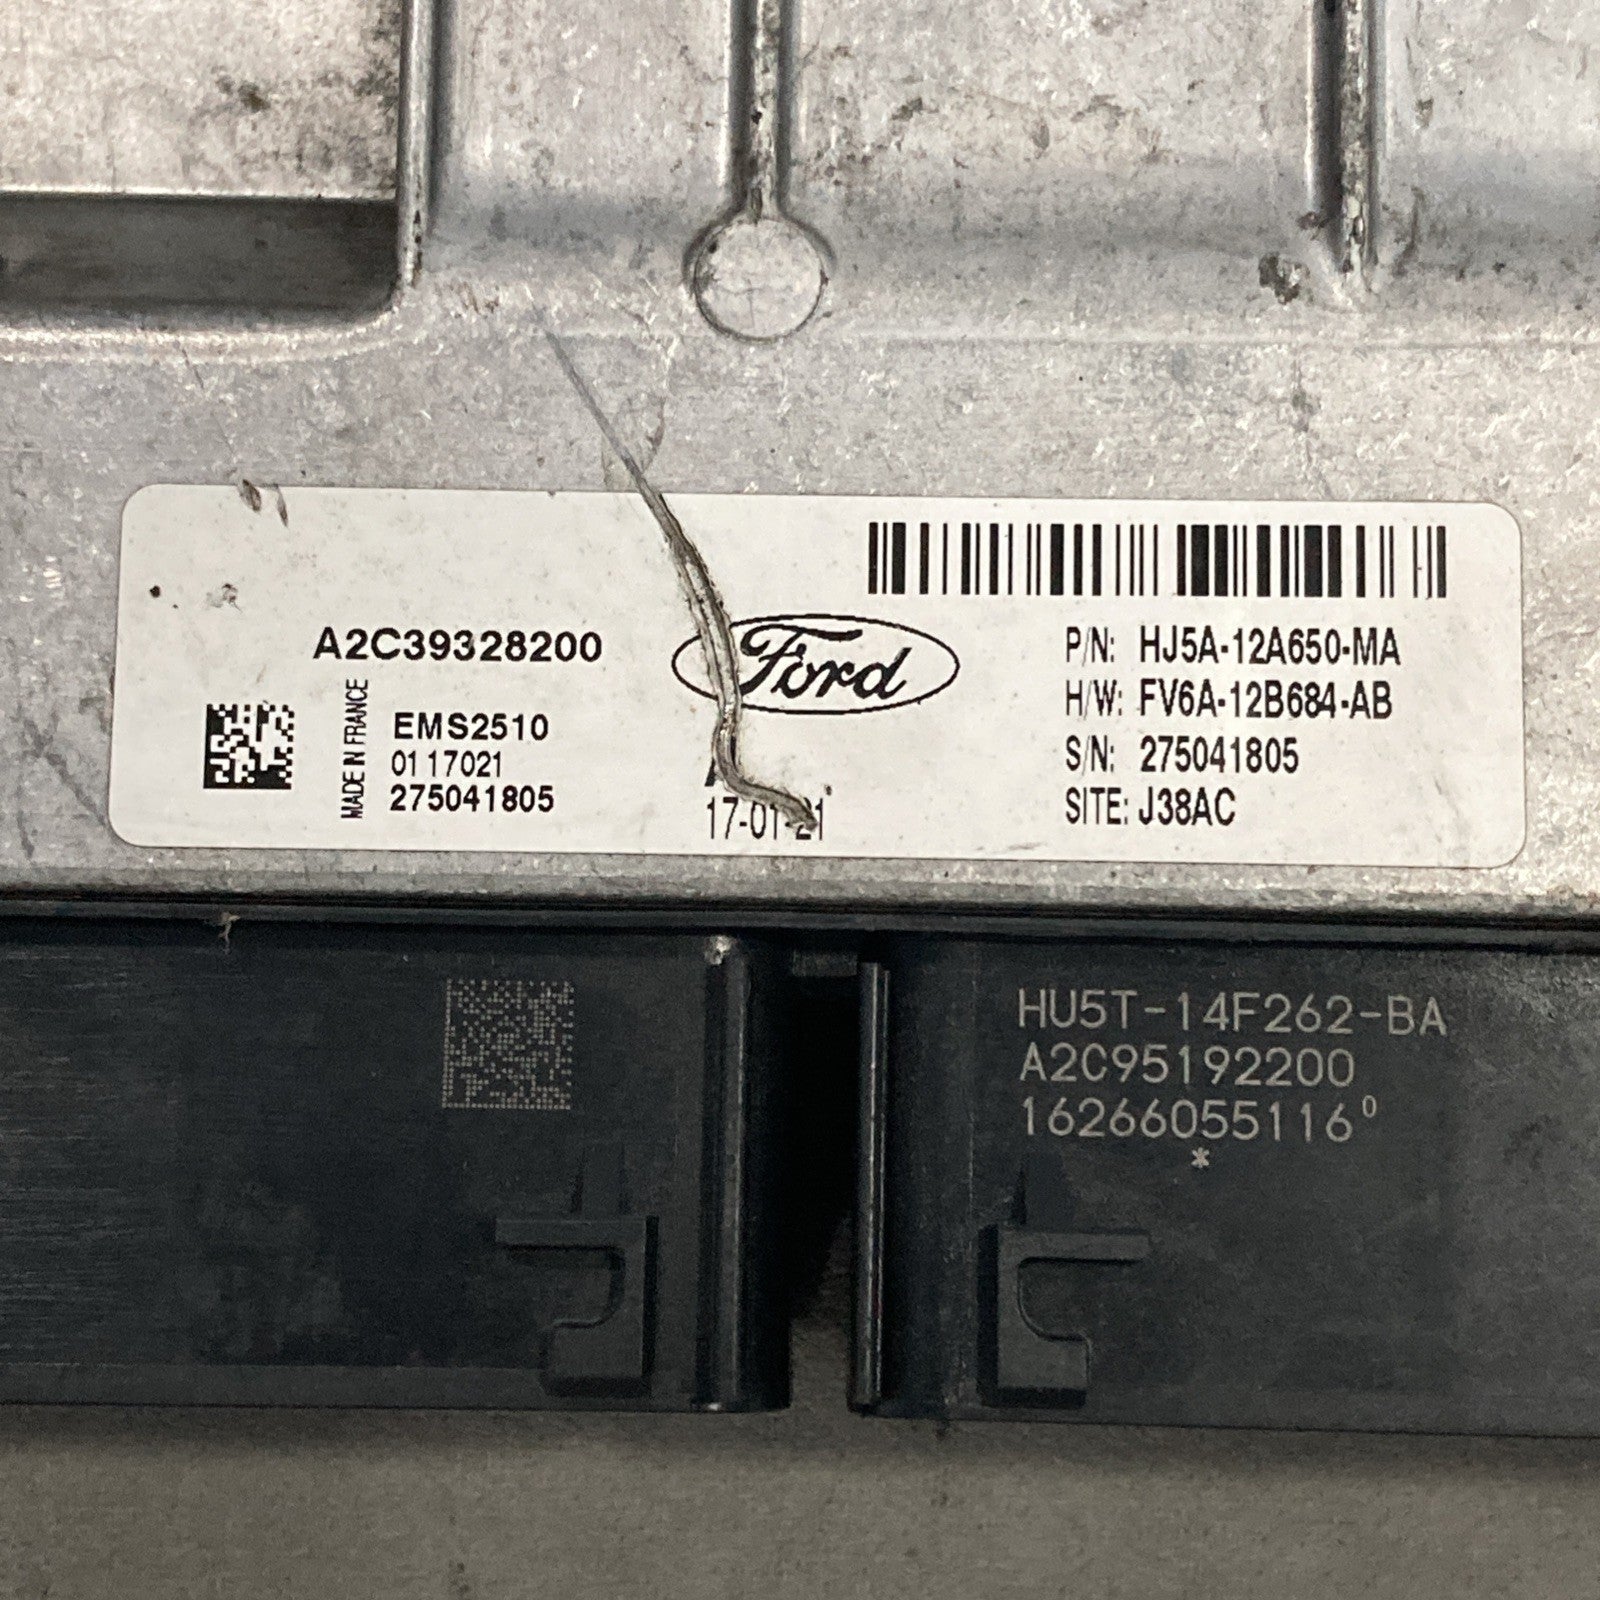 A2C39328200
MADE IN FRANCE
EMS2510
01 17021
275041805
Ford
17-01-21
P/N: HJ5A-12A650-MA
H/W: FV6A-12B684-AB
S/N: 275041805
SITE: J38AC
HU5T-14F262-BA
A2C95192200
16266055116⁰
*